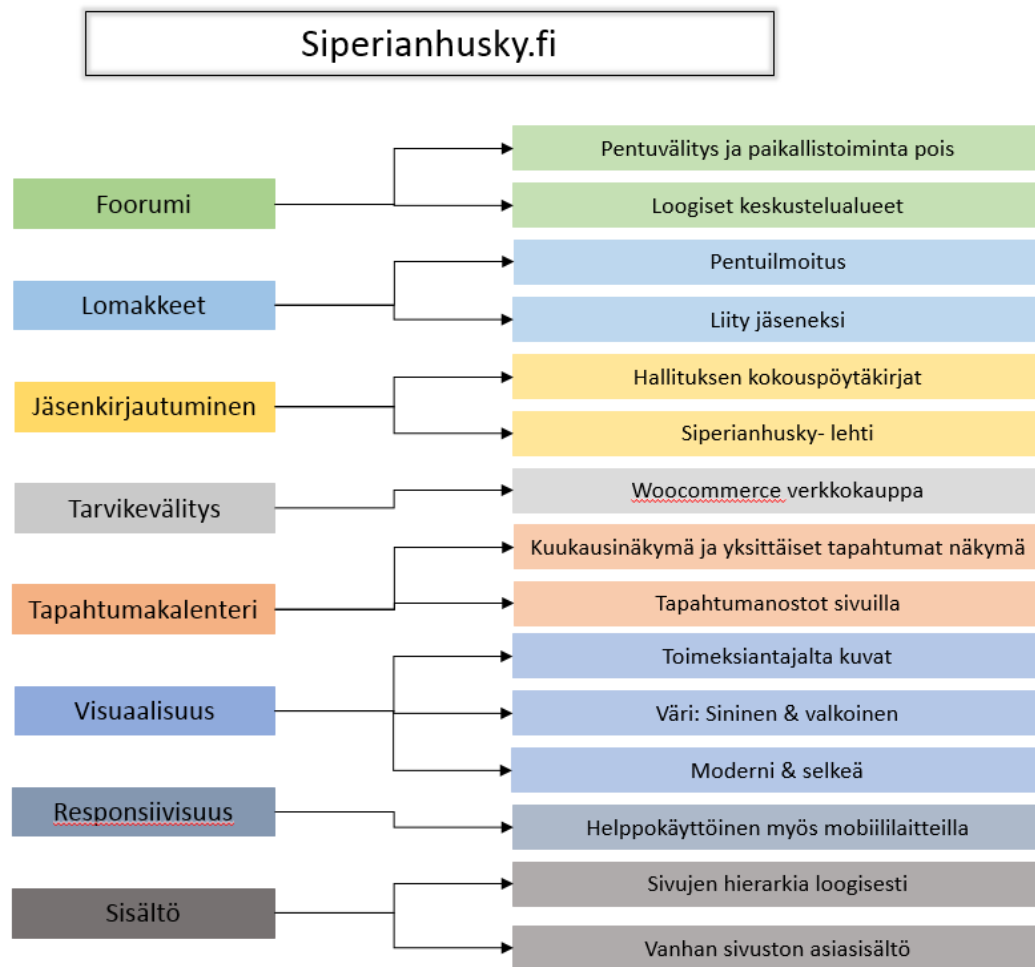 Siperianhusky.fi
Foorumi
Pentuvälitys ja paikallistoiminta pois
Loogiset keskustelualueet
Lomakkeet
Pentuilmoitus
Liity jäseneksi
Jäsenkirjautuminen
Hallituksen kokouspöytäkirjat
Siperianhusky- lehti
Tarvikevälitys
Woocommerce verkkokauppa
Tapahtumakalenteri
Kuukausinäkymä ja yksittäiset tapahtumat näkymä
Tapahtumanostot sivuilla
Visuaalisuus
Toimeksiantajalta kuvat
Väri: Sininen & valkoinen
Moderni & selkeä
Responsiivisuus
Helppokäyttöinen myös mobiililaitteilla
Sisältö
Sivujen hierarkia loogisesti
Vanhan sivuston asiasisältö